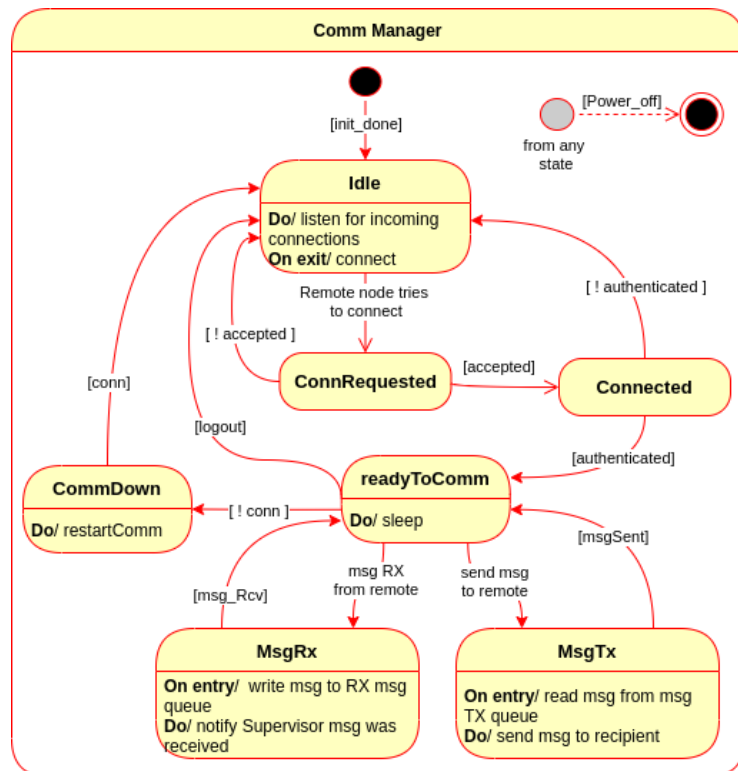 Comm Manager
[init_done]
[Power_off]
from any
state
Idle
Do/ listen for incoming
connections
On exit/ connect
Remote node tries
to connect
[ ! accepted ]
[ ! authenticated ]
[conn]
ConnRequested
[accepted]
Connected
[logout]
[authenticated]
CommDown
Do/ restartComm
[ ! conn ]
readyToComm
Do/ sleep
[msgSent]
msg RX
from remote
send msg
to remote
[msg_Rcv]
MsgRx
On entry/ write msg to RX msg
queue
Do/ notify Supervisor msg was
received
MsgTx
On entry/ read msg from msg
TX queue
Do/ send msg to recipient